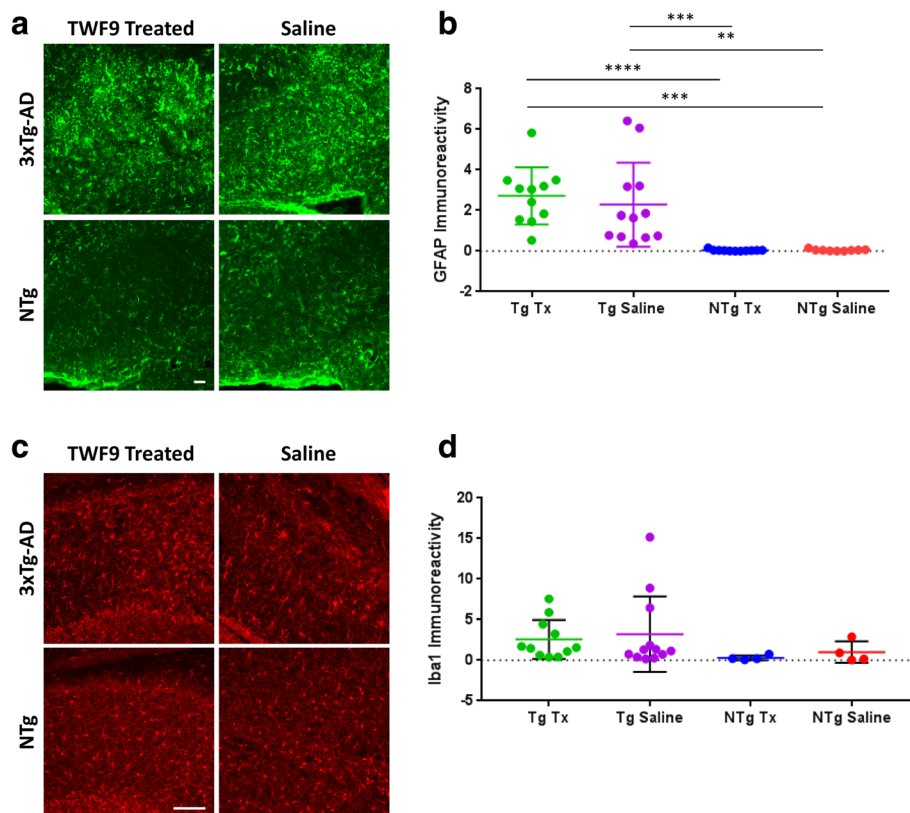 a
TWF9 Treated
Saline
3xTg-AD
NTg
b
***
**
****
***
GFAP Immunoreactivity
8
6
4
2
0
-2
Tg Tx
Tg Saline
NTg Tx
NTg Saline
c
TWF9 Treated
Saline
3xTg-AD
NTg
d
Iba1 Immunoreactivity
20
15
10
5
0
-5
Tg Tx
Tg Saline
NTg Tx
NTg Saline